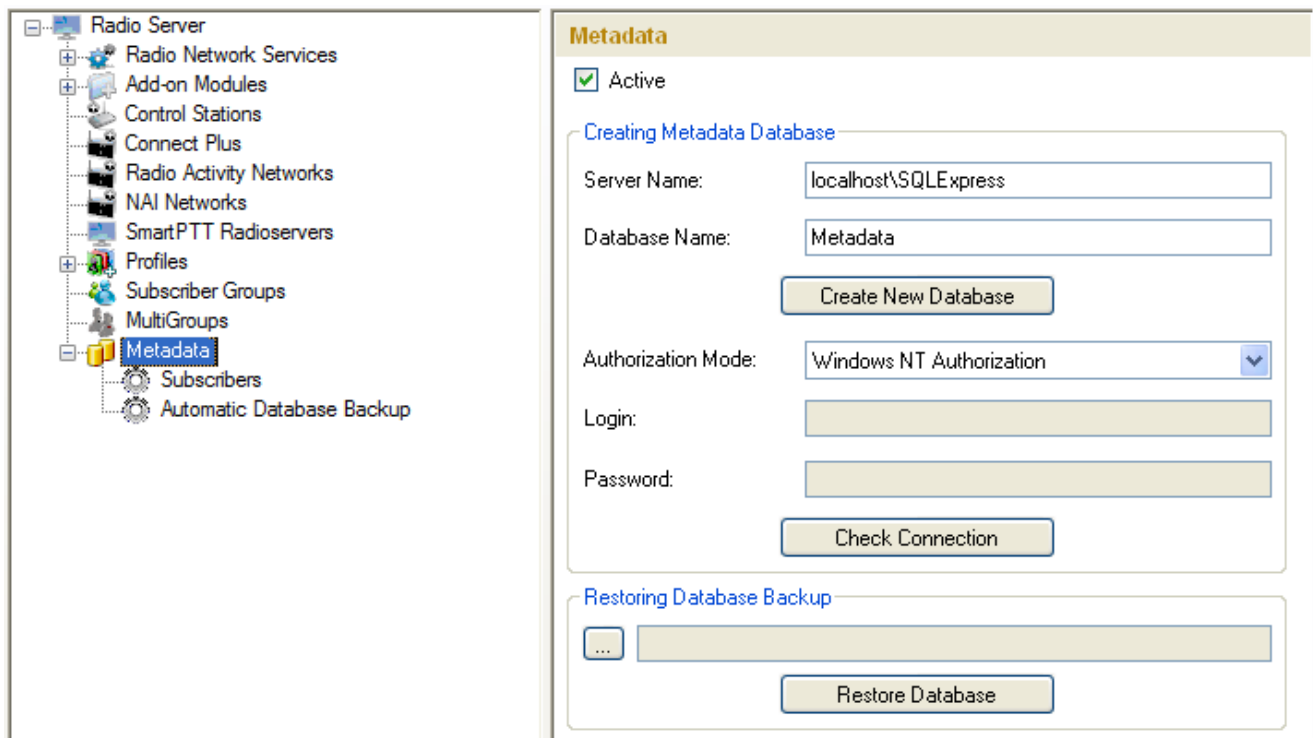 Radio Server
Radio Network Services
Add-on Modules
Control Stations
Connect Plus
Radio Activity Networks
NAI Networks
SmartPTT Radioservers
Profiles
Subscriber Groups
MultiGroups
Metadata
Subscribers
Automatic Database Backup
Metadata
Active
Creating Metadata Database
Server Name: localhost\SQLExpress
Database Name: Metadata
Create New Database
Authorization Mode: Windows NT Authorization
Login:
Password:
Check Connection
Restoring Database Backup
...
Restore Database